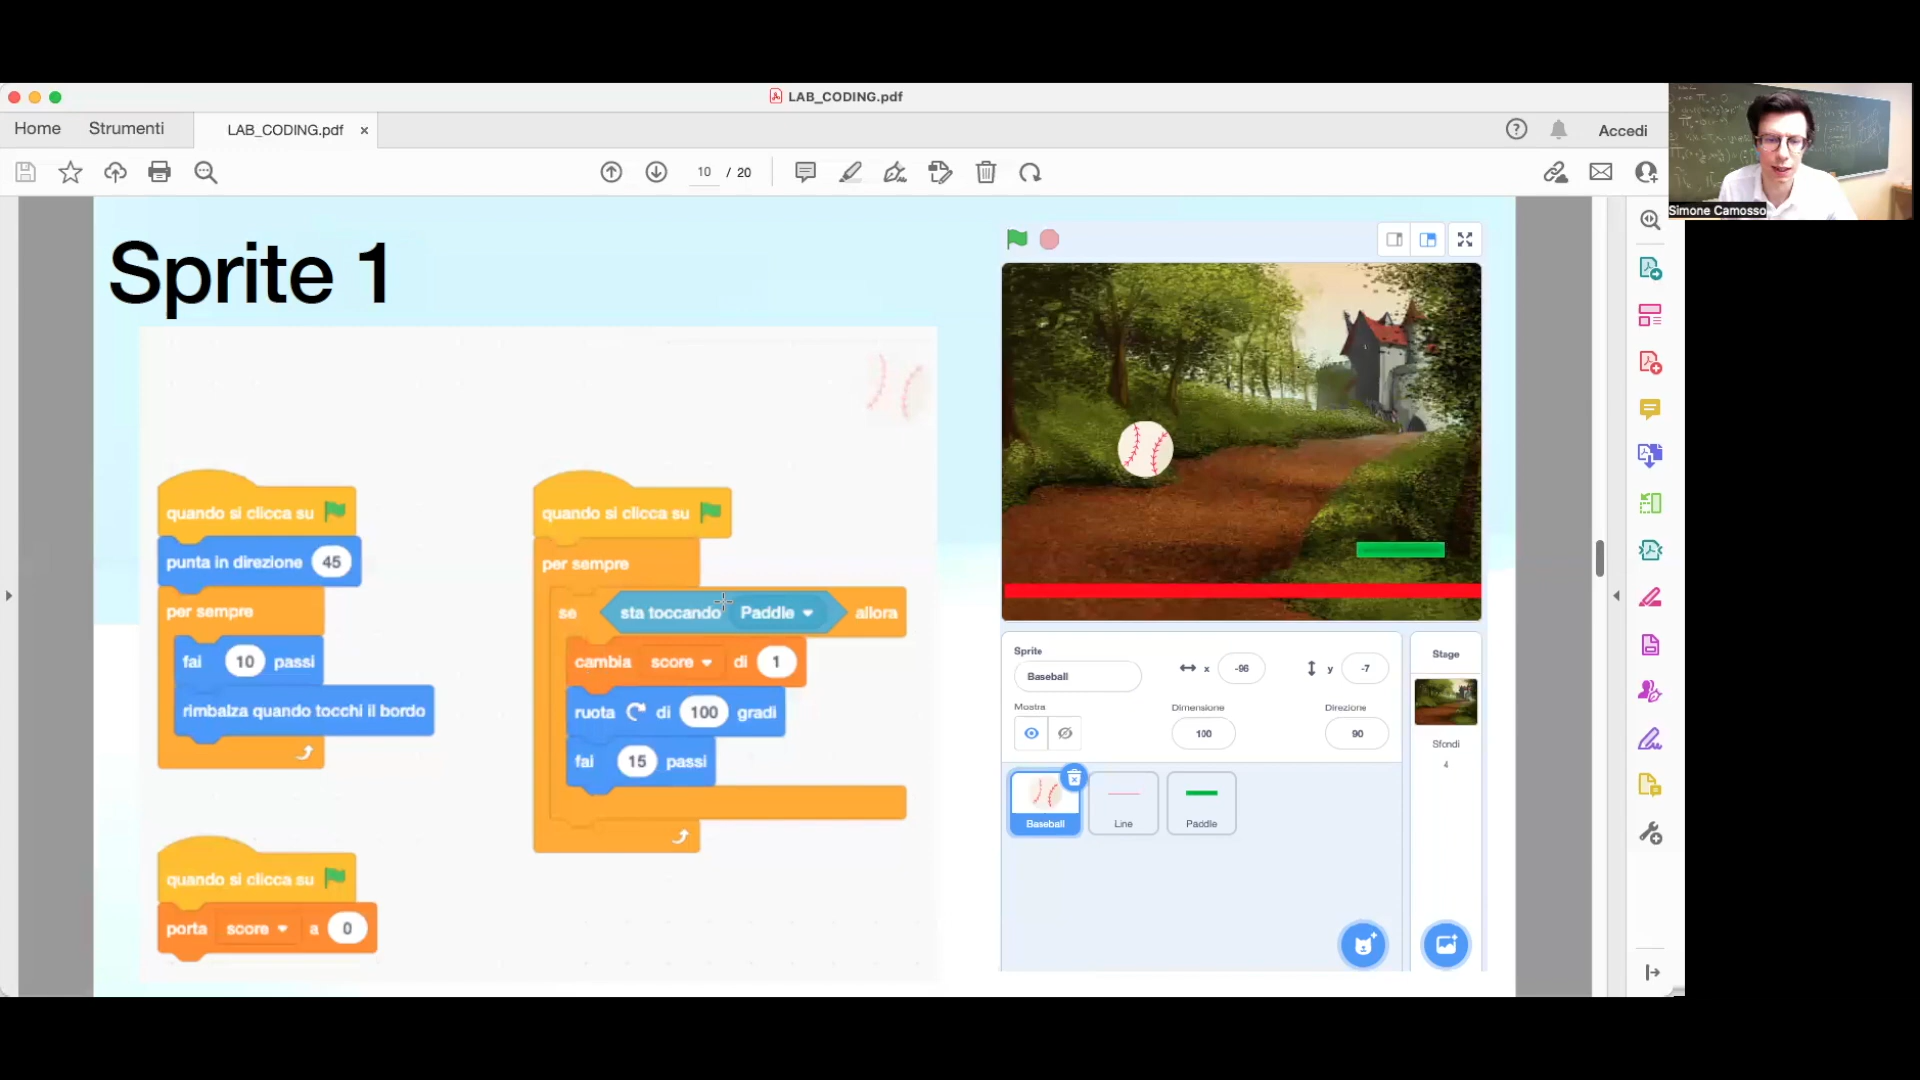 LAB_CODING.pdf
Home
Strumenti
LAB_CODING.pdf ×
Accedi
10 / 20
Simone Camosso
Sprite 1
quando si clicca su
punta in direzione 45
per sempre
fai 10 passi
rimbalza quando tocchi il bordo
quando si clicca su
porta score a 0
quando si clicca su
per sempre
se sta toccando Paddle allora
cambia score di 1
ruota di 100 gradi
fai 15 passi
Sprite
Baseball
x -96
y -7
Mostra
Dimensione
100
Direzione
90
Baseball
Line
Paddle
Stage
Sfondi
4